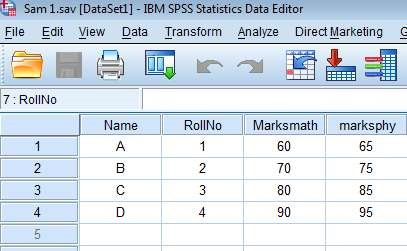 Sam 1.sav [DataSet1] - IBM SPSS Statistics Data Editor
File Edit View Data Transform Analyze Direct Marketing
7 : RollNo
Name RollNo Marksmath marksphy
1 A 1 60 65
2 B 2 70 75
3 C 3 80 85
4 D 4 90 95
5